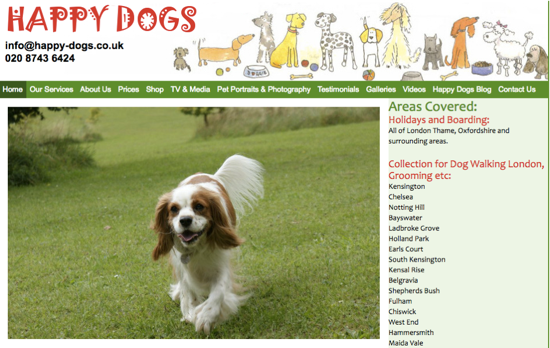 HAPPY DOGS
info@happy-dogs.co.uk
020 8743 6424
Home Our Services About Us Prices Shop TV & Media Pet Portraits & Photography Testimonials Galleries Videos Happy Dogs Blog Contact Us
Areas Covered:
Holidays and Boarding:
All of London Thame, Oxfordshire and
surrounding areas.
Collection for Dog Walking London,
Grooming etc:
Kensington
Chelsea
Notting Hill
Bayswater
Ladbroke Grove
Holland Park
Earls Court
South Kensington
Kensal Rise
Belgravia
Shepherds Bush
Fulham
Chiswick
West End
Hammersmith
Maida Vale